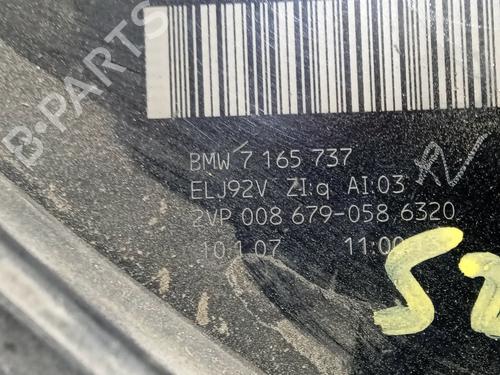 B-PARTS
BMW 7 165 737
ELJ92V ZI:q AI:03
2VP 008 679-058 6320
10.1.07 11:00